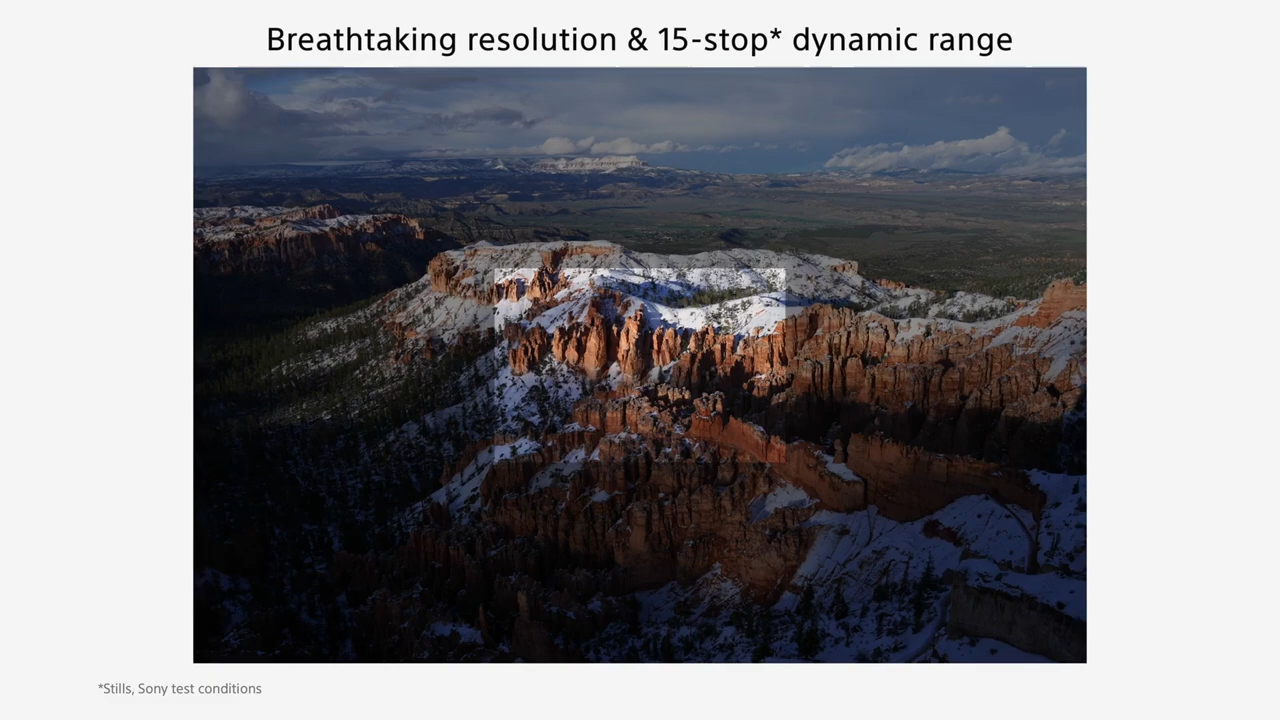 Breathtaking resolution & 15-stop* dynamic range
*Stills, Sony test conditions